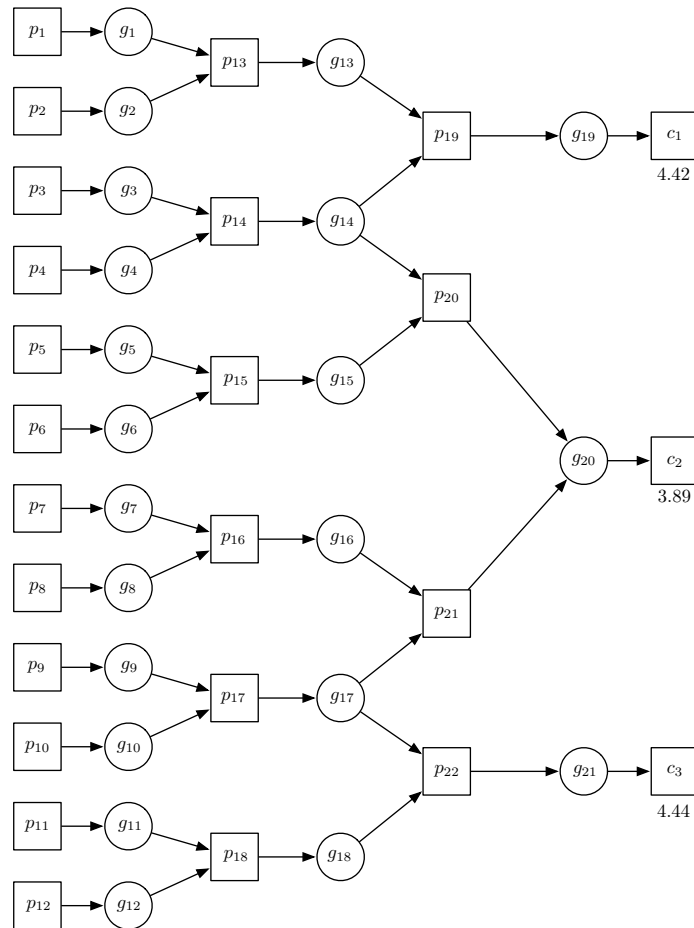 p₁ g₁
p₁₃ g₁₃
p₂ g₂
p₁₉ g₁₉ c₁
4.42
p₃ g₃
p₁₄ g₁₄
p₄ g₄
p₂₀
p₅ g₅
p₁₅ g₁₅
p₆ g₆
g₂₀ c₂
3.89
p₇ g₇
p₁₆ g₁₆
p₈ g₈
p₂₁
p₉ g₉
p₁₇ g₁₇
p₁₀ g₁₀
p₂₂ g₂₁ c₃
4.44
p₁₁ g₁₁
p₁₈ g₁₈
p₁₂ g₁₂